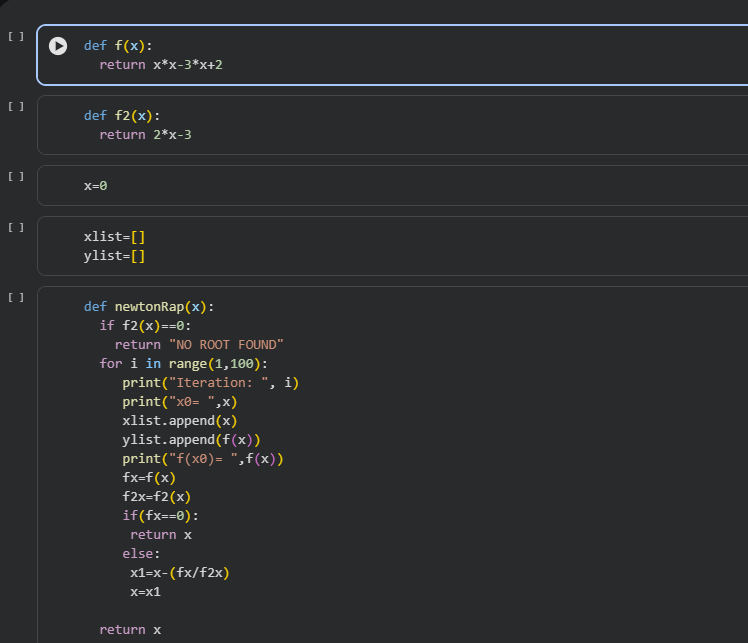 [ ]
def f(x):
  return x*x-3*x+2
[ ]
def f2(x):
  return 2*x-3
[ ]
x=0
[ ]
xlist=[]
ylist=[]
[ ]
def newtonRap(x):
  if f2(x)==0:
    return "NO ROOT FOUND"
  for i in range(1,100):
     print("Iteration: ", i)
     print("x0= ",x)
     xlist.append(x)
     ylist.append(f(x))
     print("f(x0)= ",f(x))
     fx=f(x)
     f2x=f2(x)
     if(fx==0):
      return x
     else:
      x1=x-(fx/f2x)
      x=x1
  return x